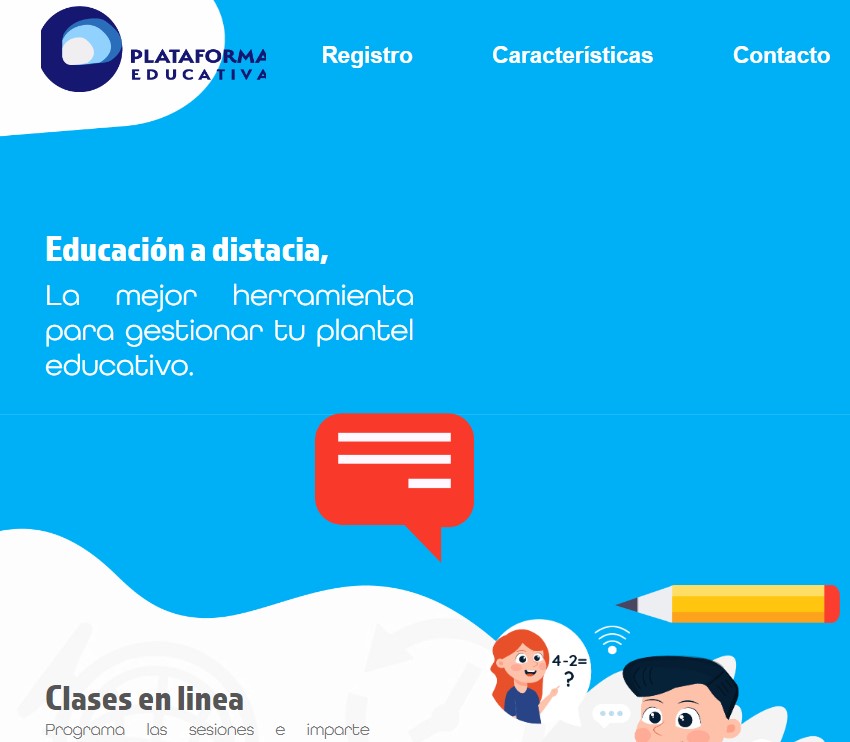 PLATAFORMA
EDUCATIVA
Registro Características Contacto
Educación a distacia,
La mejor herramienta
para gestionar tu plantel
educativo.
4-2=
?
Clases en linea
Programa las sesiones e imparte